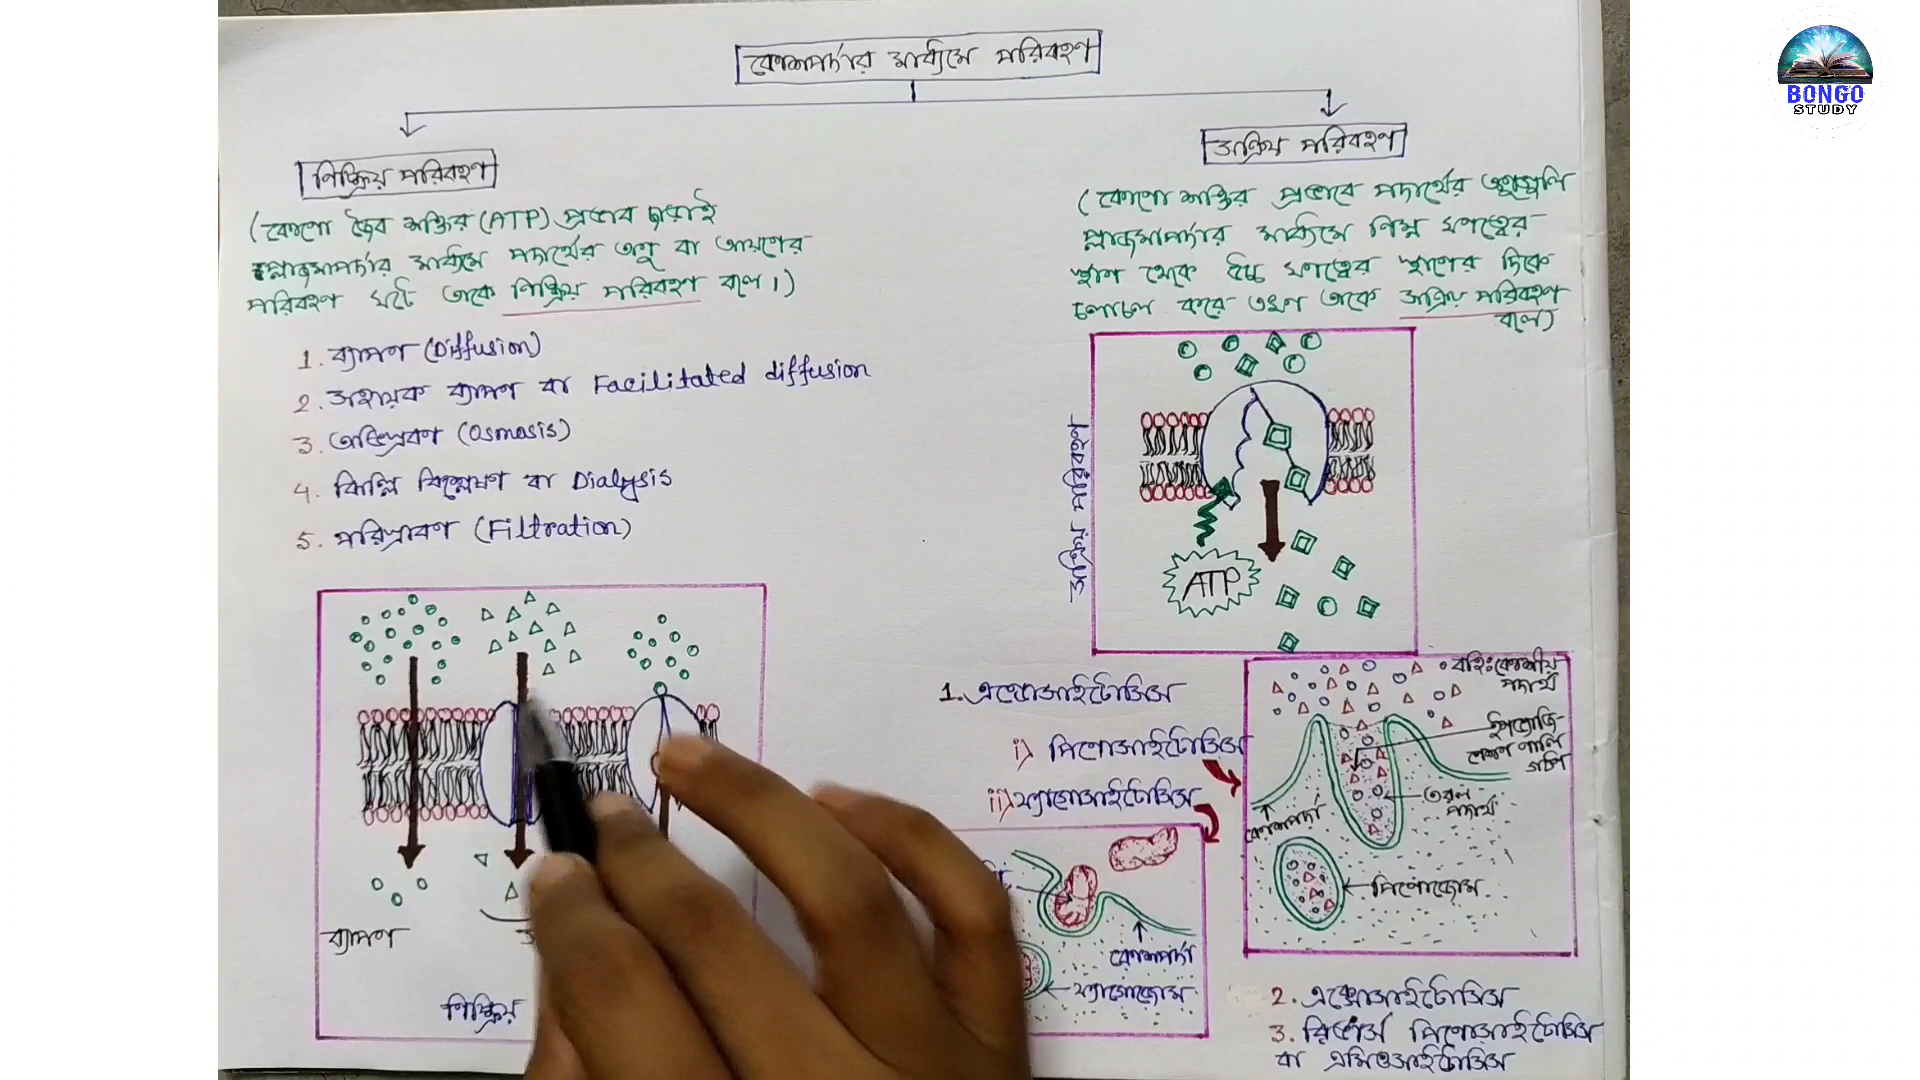 কোশপর্দার মাধ্যমে পরিবহণ
নিষ্ক্রিয় পরিবহণ
(কোনো জৈব শক্তির (ATP) প্রভাব ছাড়াই
প্লাজমাপর্দার মাধ্যমে পদার্থের অণু বা আয়নের
পরিবহণ ঘটে তাকে নিষ্ক্রিয় পরিবহণ বলে।)
1. ব্যাপন (Diffusion)
2. সহায়ক ব্যাপন বা Facilitated diffusion
3. অভিস্রবণ (Osmosis)
4. ঝিল্লি বিশ্লেষণ বা Dialysis
5. পরিস্রাবণ (Filtration)
ব্যাপন
নিষ্ক্রিয়
সক্রিয় পরিবহণ
(কোনো শক্তির প্রভাবে পদার্থের অণুগুলি
প্লাজমাপর্দার মাধ্যমে নিম্ন ঘনত্বের
স্থান থেকে উচ্চ ঘনত্বের স্থানের দিকে
চলাচল করে তখন তাকে সক্রিয় পরিবহণ
বলে)
সক্রিয় পরিবহণ
ATP
1. এন্ডোসাইটোসিস
i) পিনোসাইটোসিস
ii) ফ্যাগোসাইটোসিস
বহিঃকোশীয়
পদার্থ
তরল
পদার্থ
কোশপর্দা
পিনোজোম
কোশপর্দা
ফ্যাগোজোম
2. এক্সোসাইটোসিস
3. রিভার্স পিনোসাইটোসিস
বা এমিওসাইটোসিস
BONGO
STUDY